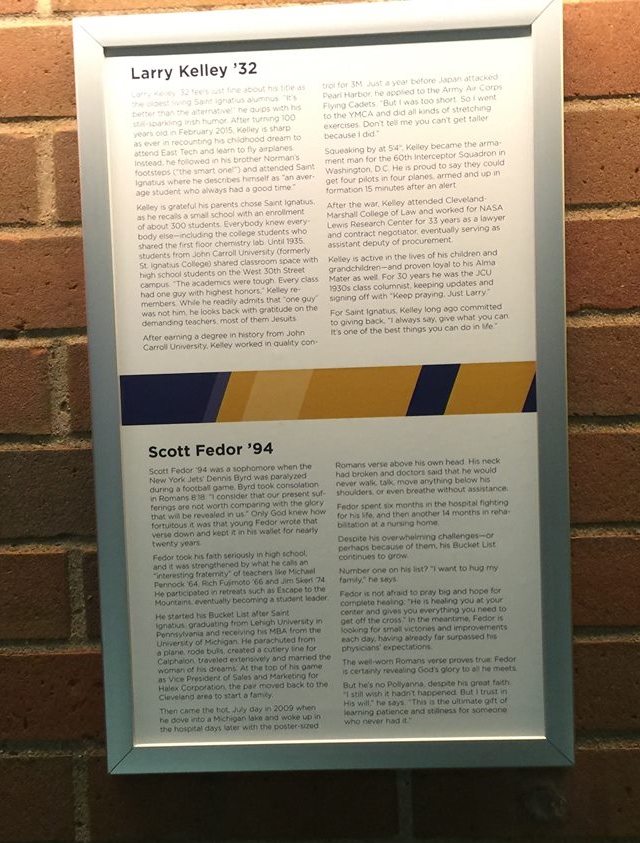 Larry Kelley '32
Larry Kelley '32 feels just fine about his title as
the oldest living Saint Ignatius alumnus. "It's
better than the alternative!" he quips with his
still-sparkling Irish humor. After turning 100
years old in February 2015, Kelley is sharp
as ever in recounting his childhood dream to
attend East Tech and learn to fly airplanes.
Instead, he followed in his brother Norman's
footsteps ("the smart one!") and attended Saint
Ignatius where he describes himself as "an aver-
age student who always had a good time."
Kelley is grateful his parents chose Saint Ignatius,
as he recalls a small school with an enrollment
of about 300 students. Everybody knew every-
body else—including the college students who
shared the first floor chemistry lab. Until 1935,
students from John Carroll University (formerly
St. Ignatius College) shared classroom space with
high school students on the West 30th Street
campus. "The academics were tough. Every class
had one guy with highest honors," Kelley re-
members. While he readily admits that "one guy"
was not him, he looks back with gratitude on the
demanding teachers, most of them Jesuits.
After earning a degree in history from John
Carroll University, Kelley worked in quality con-
trol for 3M. Just a year before Japan attacked
Pearl Harbor, he applied to the Army Air Corps
Flying Cadets. "But I was too short. So I went
to the YMCA and did all kinds of stretching
exercises. Don't tell me you can't get taller
because I did."
Squeaking by at 5'4", Kelley became the arma-
ment man for the 60th Interceptor Squadron in
Washington, D.C. He is proud to say they could
get four pilots in four planes, armed and up in
formation 15 minutes after an alert.
After the war, Kelley attended Cleveland-
Marshall College of Law and worked for NASA
Lewis Research Center for 33 years as a lawyer
and contract negotiator, eventually serving as
assistant deputy of procurement.
Kelley is active in the lives of his children and
grandchildren—and proven loyal to his Alma
Mater as well. For 30 years he was the JCU
1930s class columnist, keeping updates and
signing off with "Keep praying, Just Larry."
For Saint Ignatius, Kelley long ago committed
to giving back, "I always say, give what you can.
It's one of the best things you can do in life."
Scott Fedor '94
Scott Fedor '94 was a sophomore when the
New York Jets' Dennis Byrd was paralyzed
during a football game. Byrd took consolation
in Romans 8:18: "I consider that our present suf-
ferings are not worth comparing with the glory
that will be revealed in us." Only God knew how
fortuitous it was that young Fedor wrote that
verse down and kept it in his wallet for nearly
twenty years.
Fedor took his faith seriously in high school,
and it was strengthened by what he calls an
"interesting fraternity" of teachers like Michael
Pennock '64, Rich Fujimoto '66 and Jim Skerl '74.
He participated in retreats such as Escape to the
Mountains, eventually becoming a student leader.
He started his Bucket List after Saint
Ignatius, graduating from Lehigh University in
Pennsylvania and receiving his MBA from the
University of Michigan. He parachuted from
a plane, rode bulls, created a cutlery line for
Calphalon, traveled extensively and married the
woman of his dreams. At the top of his game
as Vice President of Sales and Marketing for
Halex Corporation, the pair moved back to the
Cleveland area to start a family.
Then came the hot, July day in 2009 when
he dove into a Michigan lake and woke up in
the hospital days later with the poster-sized
Romans verse above his own head. His neck
had broken and doctors said that he would
never walk, talk, move anything below his
shoulders, or even breathe without assistance.
Fedor spent six months in the hospital fighting
for his life, and then another 14 months in reha-
bilitation at a nursing home.
Despite his overwhelming challenges—or
perhaps because of them, his Bucket List
continues to grow.
Number one on his list? "I want to hug my
family," he says.
Fedor is not afraid to pray big and hope for
complete healing. "He is healing you at your
center and gives you everything you need to
get off the cross." In the meantime, Fedor is
looking for small victories and improvements
each day, having already far surpassed his
physicians' expectations.
The well-worn Romans verse proves true: Fedor
is certainly revealing God's glory to all he meets.
But he's no Pollyanna, despite his great faith.
"I still wish it hadn't happened. But I trust in
His will," he says. "This is the ultimate gift of
learning patience and stillness for someone
who never had it."